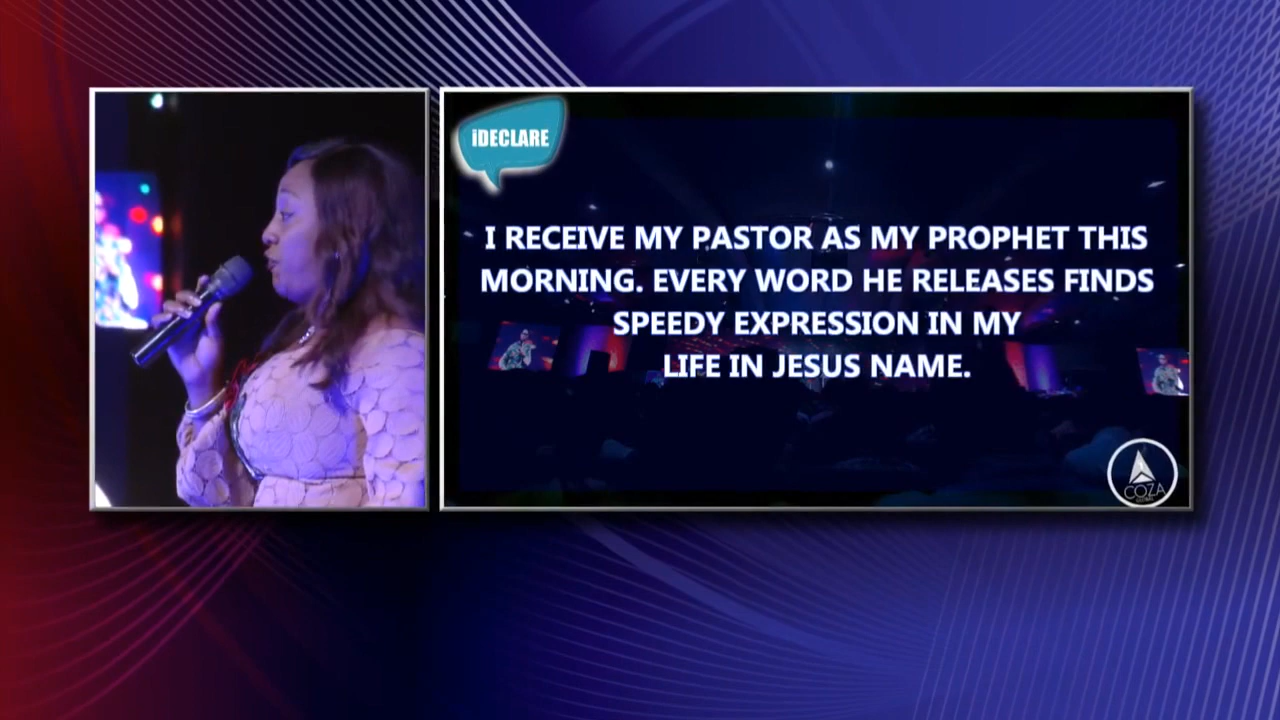 iDECLARE
I RECEIVE MY PASTOR AS MY PROPHET THIS
MORNING. EVERY WORD HE RELEASES FINDS
SPEEDY EXPRESSION IN MY
LIFE IN JESUS NAME.
COZA